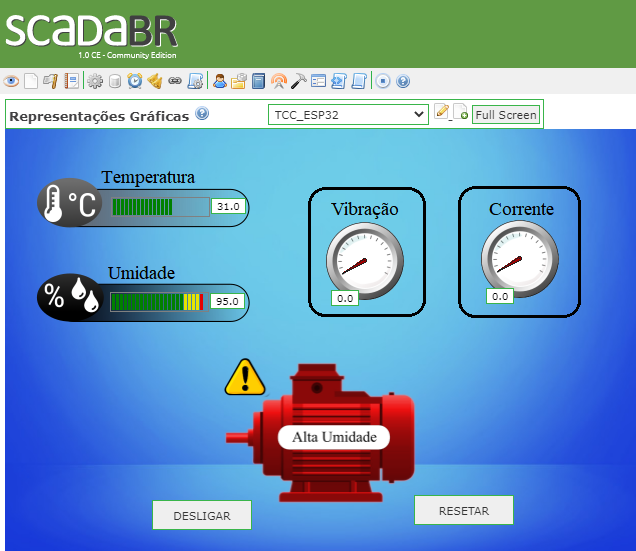 SCADABR
1.0 CE - Community Edition
Representações Gráficas
TCC_ESP32
Full Screen
Temperatura
°C
31.0
Umidade
%
95.0
Vibração
0.0
Corrente
0.0
Alta Umidade
DESLIGAR
RESETAR